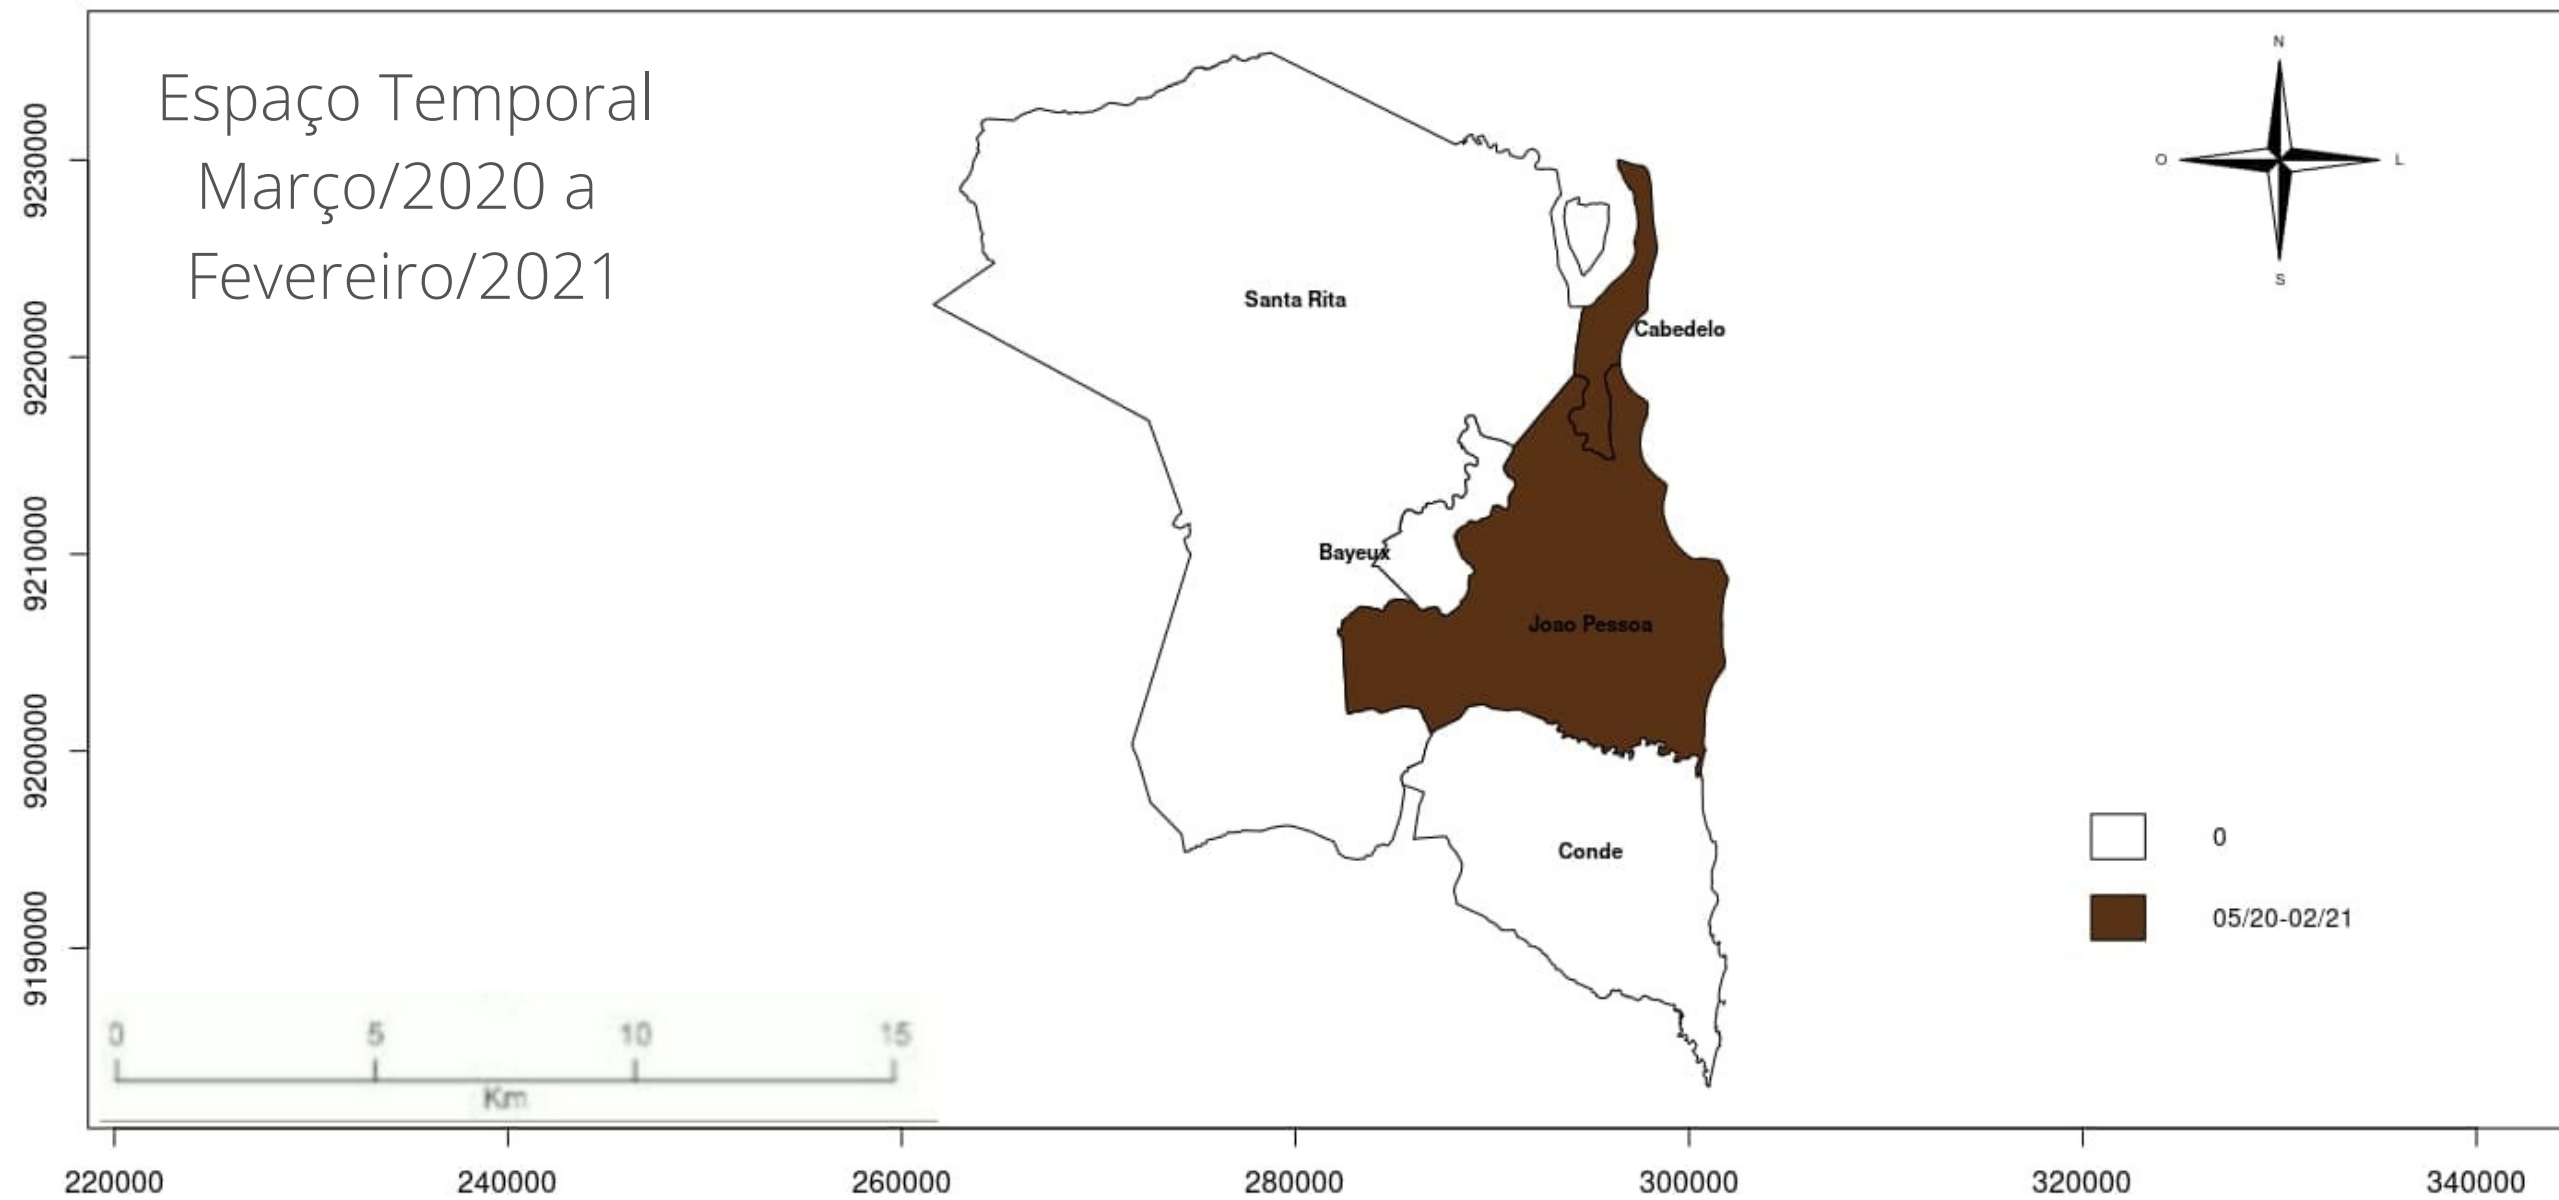 Espaço Temporal
Março/2020 a
Fevereiro/2021
N
O
L
S
9230000
9220000
9210000
9200000
9190000
Santa Rita
Cabedelo
Bayeux
Joao Pessoa
Conde
0
05/20-02/21
0 5 10 15
Km
220000 240000 260000 280000 300000 320000 340000